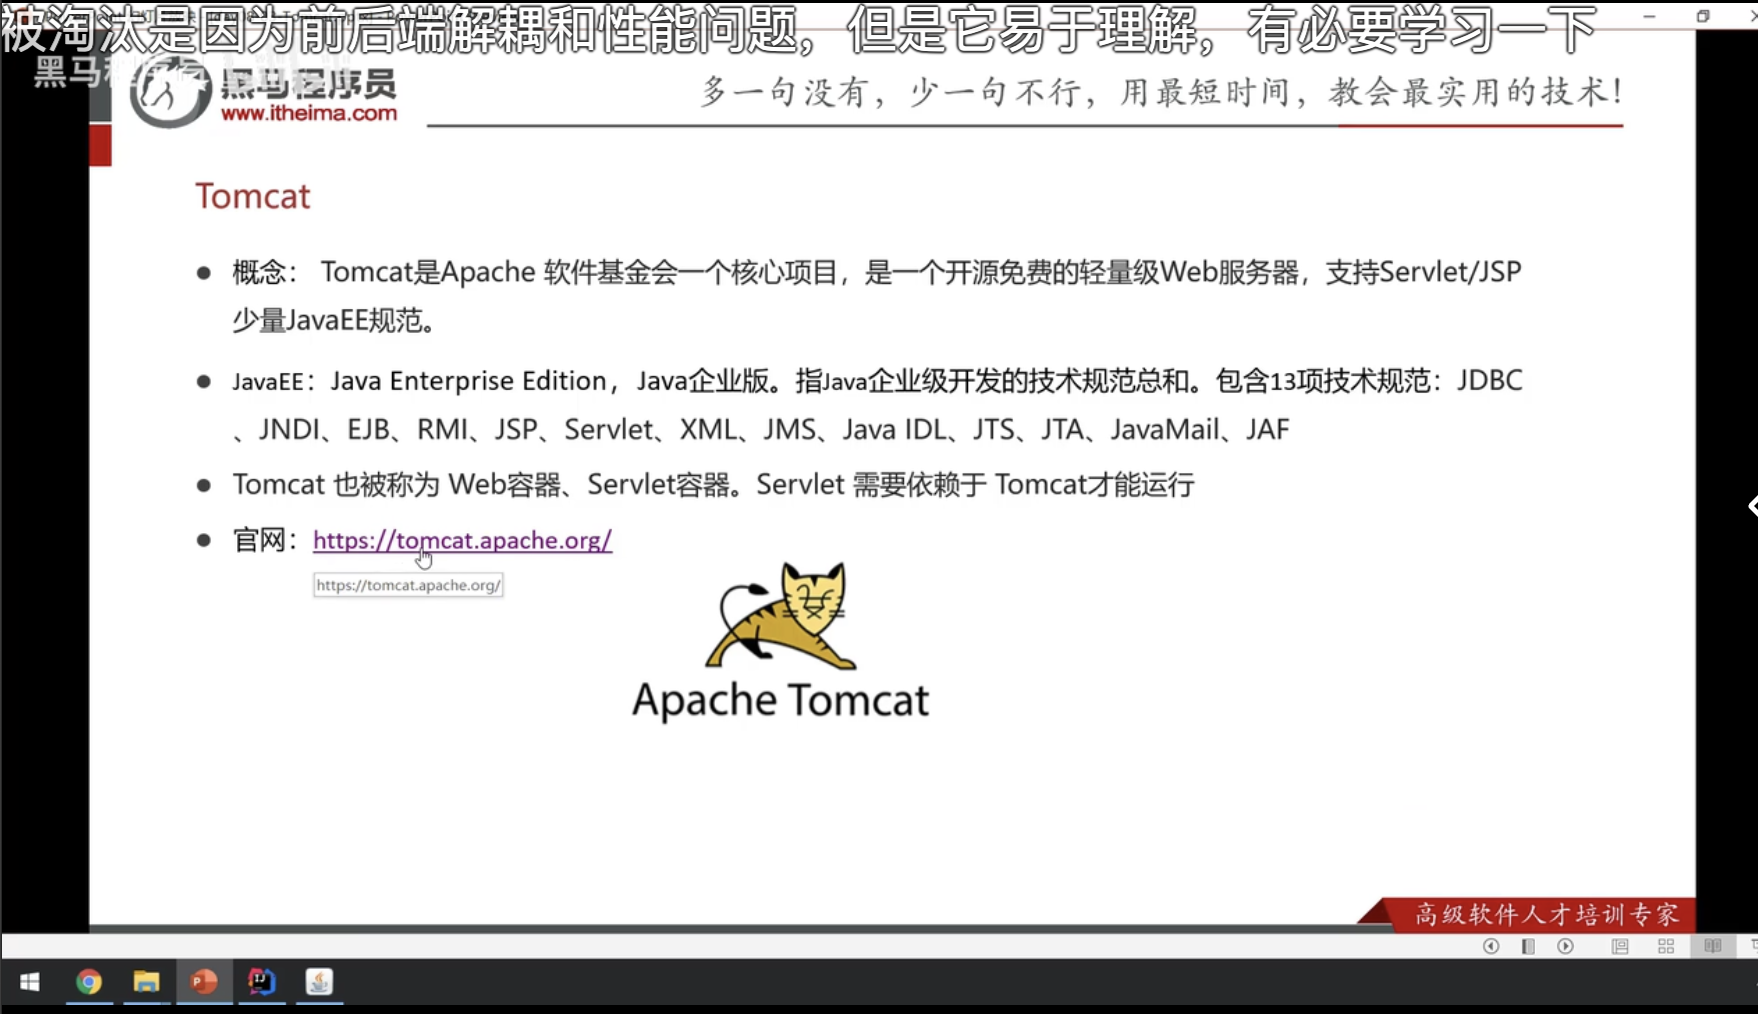 被淘汰是因为前后端解耦和性能问题，但是它易于理解，有必要学习一下
黑马程序员
www.itheima.com
多一句没有，少一句不行，用最短时间，教会最实用的技术！
Tomcat
● 概念： Tomcat是Apache 软件基金会一个核心项目，是一个开源免费的轻量级Web服务器，支持Servlet/JSP
少量JavaEE规范。
● JavaEE：Java Enterprise Edition，Java企业版。指Java企业级开发的技术规范总和。包含13项技术规范：JDBC
、JNDI、EJB、RMI、JSP、Servlet、XML、JMS、Java IDL、JTS、JTA、JavaMail、JAF
● Tomcat 也被称为 Web容器、Servlet容器。Servlet 需要依赖于 Tomcat才能运行
● 官网：https://tomcat.apache.org/
https://tomcat.apache.org/
Apache Tomcat
高级软件人才培训专家